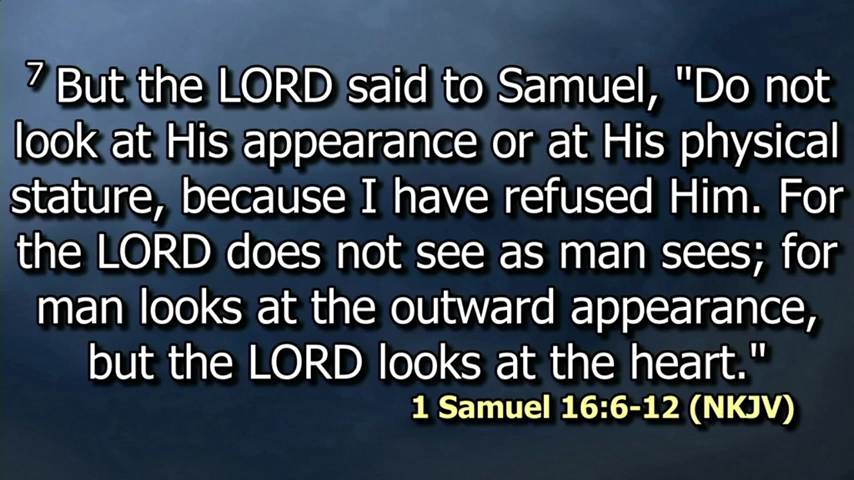 7 But the LORD said to Samuel, "Do not
look at His appearance or at His physical
stature, because I have refused Him. For
the LORD does not see as man sees; for
man looks at the outward appearance,
but the LORD looks at the heart."
1 Samuel 16:6-12 (NKJV)